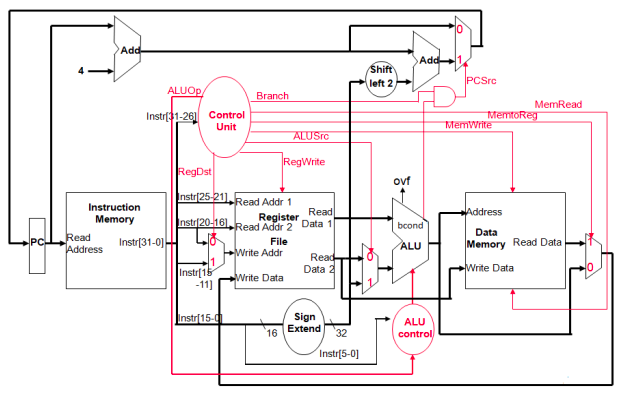 0
Add
4
Add
1
Shift
left 2
PCSrc
ALUOp
Branch
MemRead
MemtoReg
Instr[31-26]
Control
Unit
MemWrite
ALUSrc
RegDst
RegWrite
ovf
Instruction
Memory
Instr[25-21]
Read Addr 1
Read
Data 1
bcond
Address
Instr[20-16]
Read Addr 2
Register
File
PC
Read
Address
Instr[31-0]
0
Write Addr
1
Read
Data 2
0
1
ALU
Data
Memory
Read Data
1
0
Instr[15
-11]
Write Data
Write Data
Instr[15-0]
Sign
Extend
16
32
ALU
control
Instr[5-0]